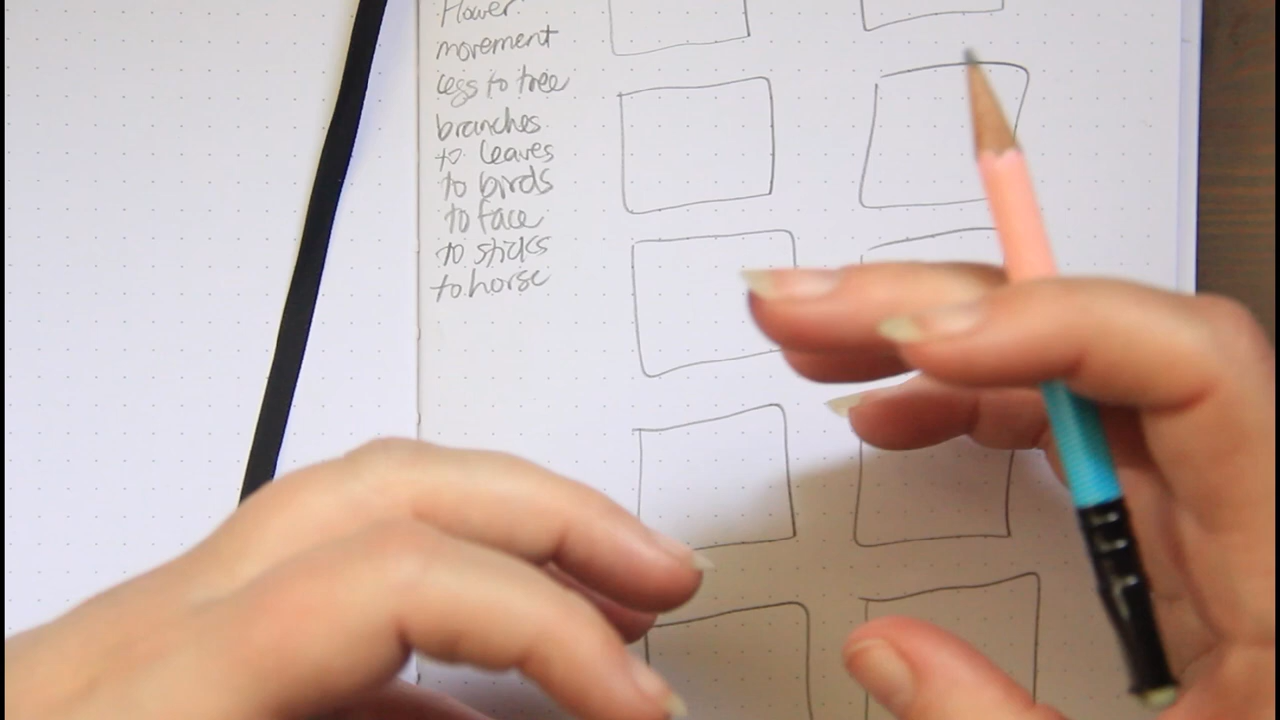 Flower
movement
legs to tree
branches
to leaves
to birds
to face
to sticks
to horse